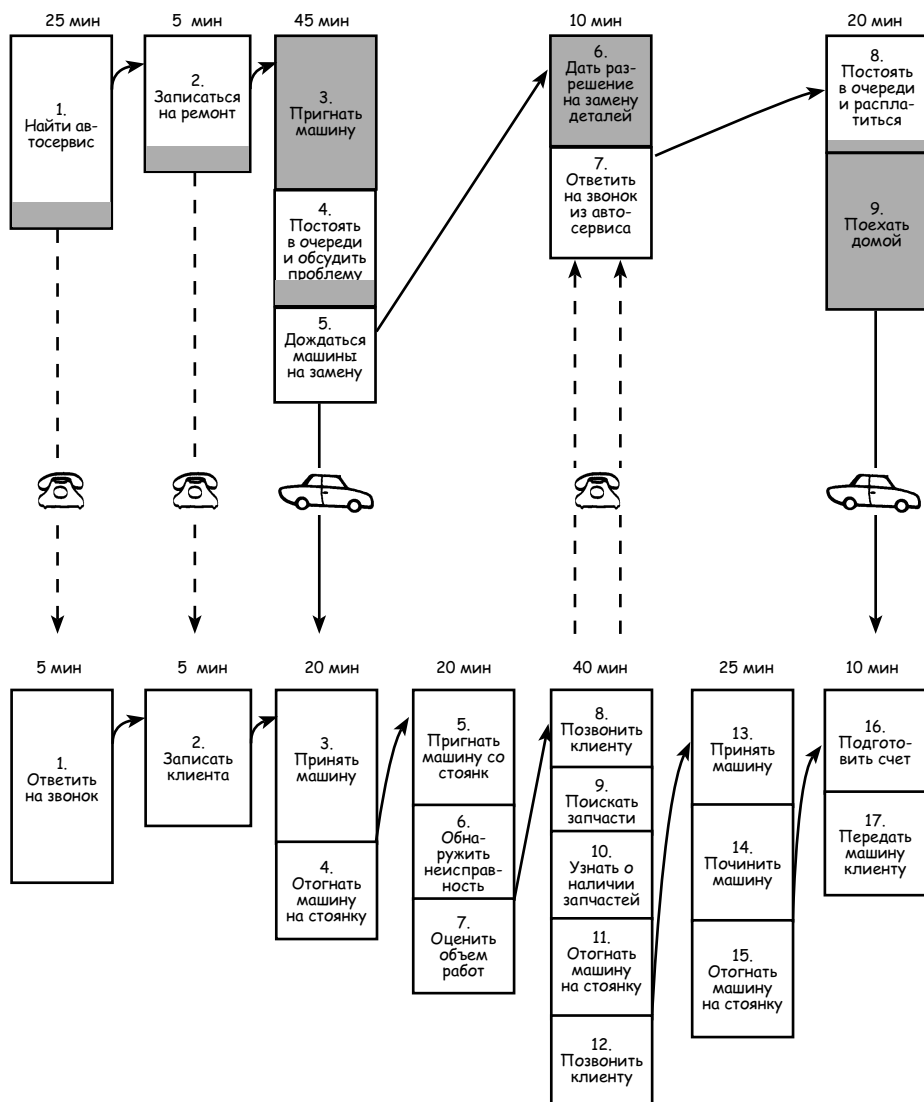 25 мин
5 мин
45 мин
10 мин
20 мин
1.
Найти ав-
тосервис
2.
Записаться
на ремонт
3.
Пригнать
машину
4.
Постоять
в очереди
и обсудить
проблему
5.
Дождаться
машины
на замену
6.
Дать раз-
решение
на замену
деталей
7.
Ответить
на звонок
из авто-
сервиса
8.
Постоять
в очереди
и распла-
титься
9.
Поехать
домой
5 мин
5 мин
20 мин
20 мин
40 мин
25 мин
10 мин
1.
Ответить
на звонок
2.
Записать
клиента
3.
Принять
машину
4.
Отогнать
машину
на стоянку
5.
Пригнать
машину со
стоянк
6.
Обна-
ружить
неисправ-
ность
7.
Оценить
объем
работ
8.
Позвонить
клиенту
9.
Поискать
запчасти
10.
Узнать о
наличии
запчастей
11.
Отогнать
машину
на стоянку
12.
Позвонить
клиенту
13.
Принять
машину
14.
Починить
машину
15.
Отогнать
машину
на стоянку
16.
Подгото-
вить счет
17.
Передать
машину
клиенту